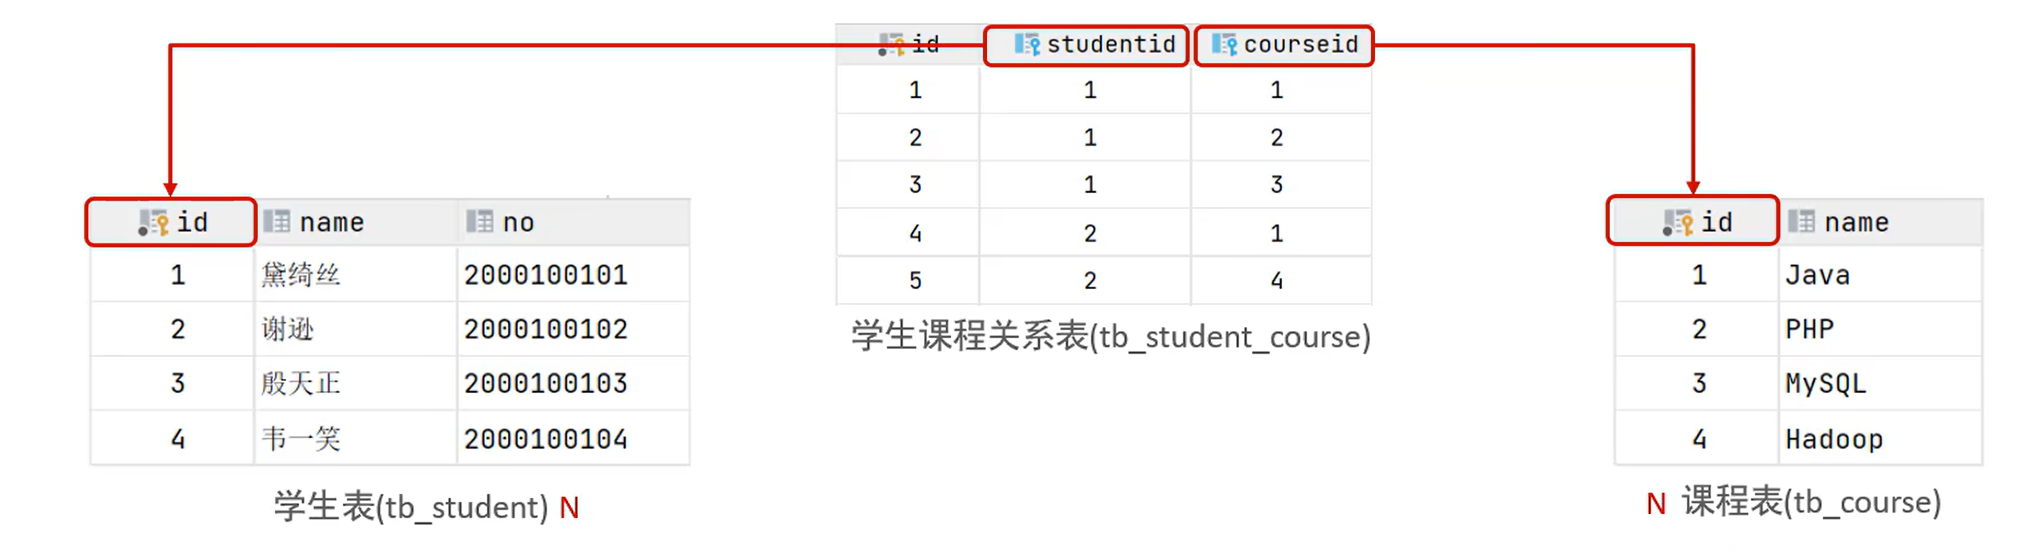 id studentid courseid
1 1 1
2 1 2
3 1 3
4 2 1
5 2 4
学生课程关系表(tb_student_course)
id name no
1 黛绮丝 2000100101
2 谢逊 2000100102
3 殷天正 2000100103
4 韦一笑 2000100104
学生表(tb_student) N
id name
1 Java
2 PHP
3 MySQL
4 Hadoop
N 课程表(tb_course)